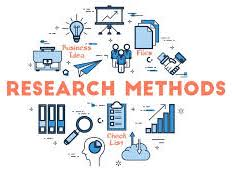 Business
Idea
Files
RESEARCH METHODS
Check
List